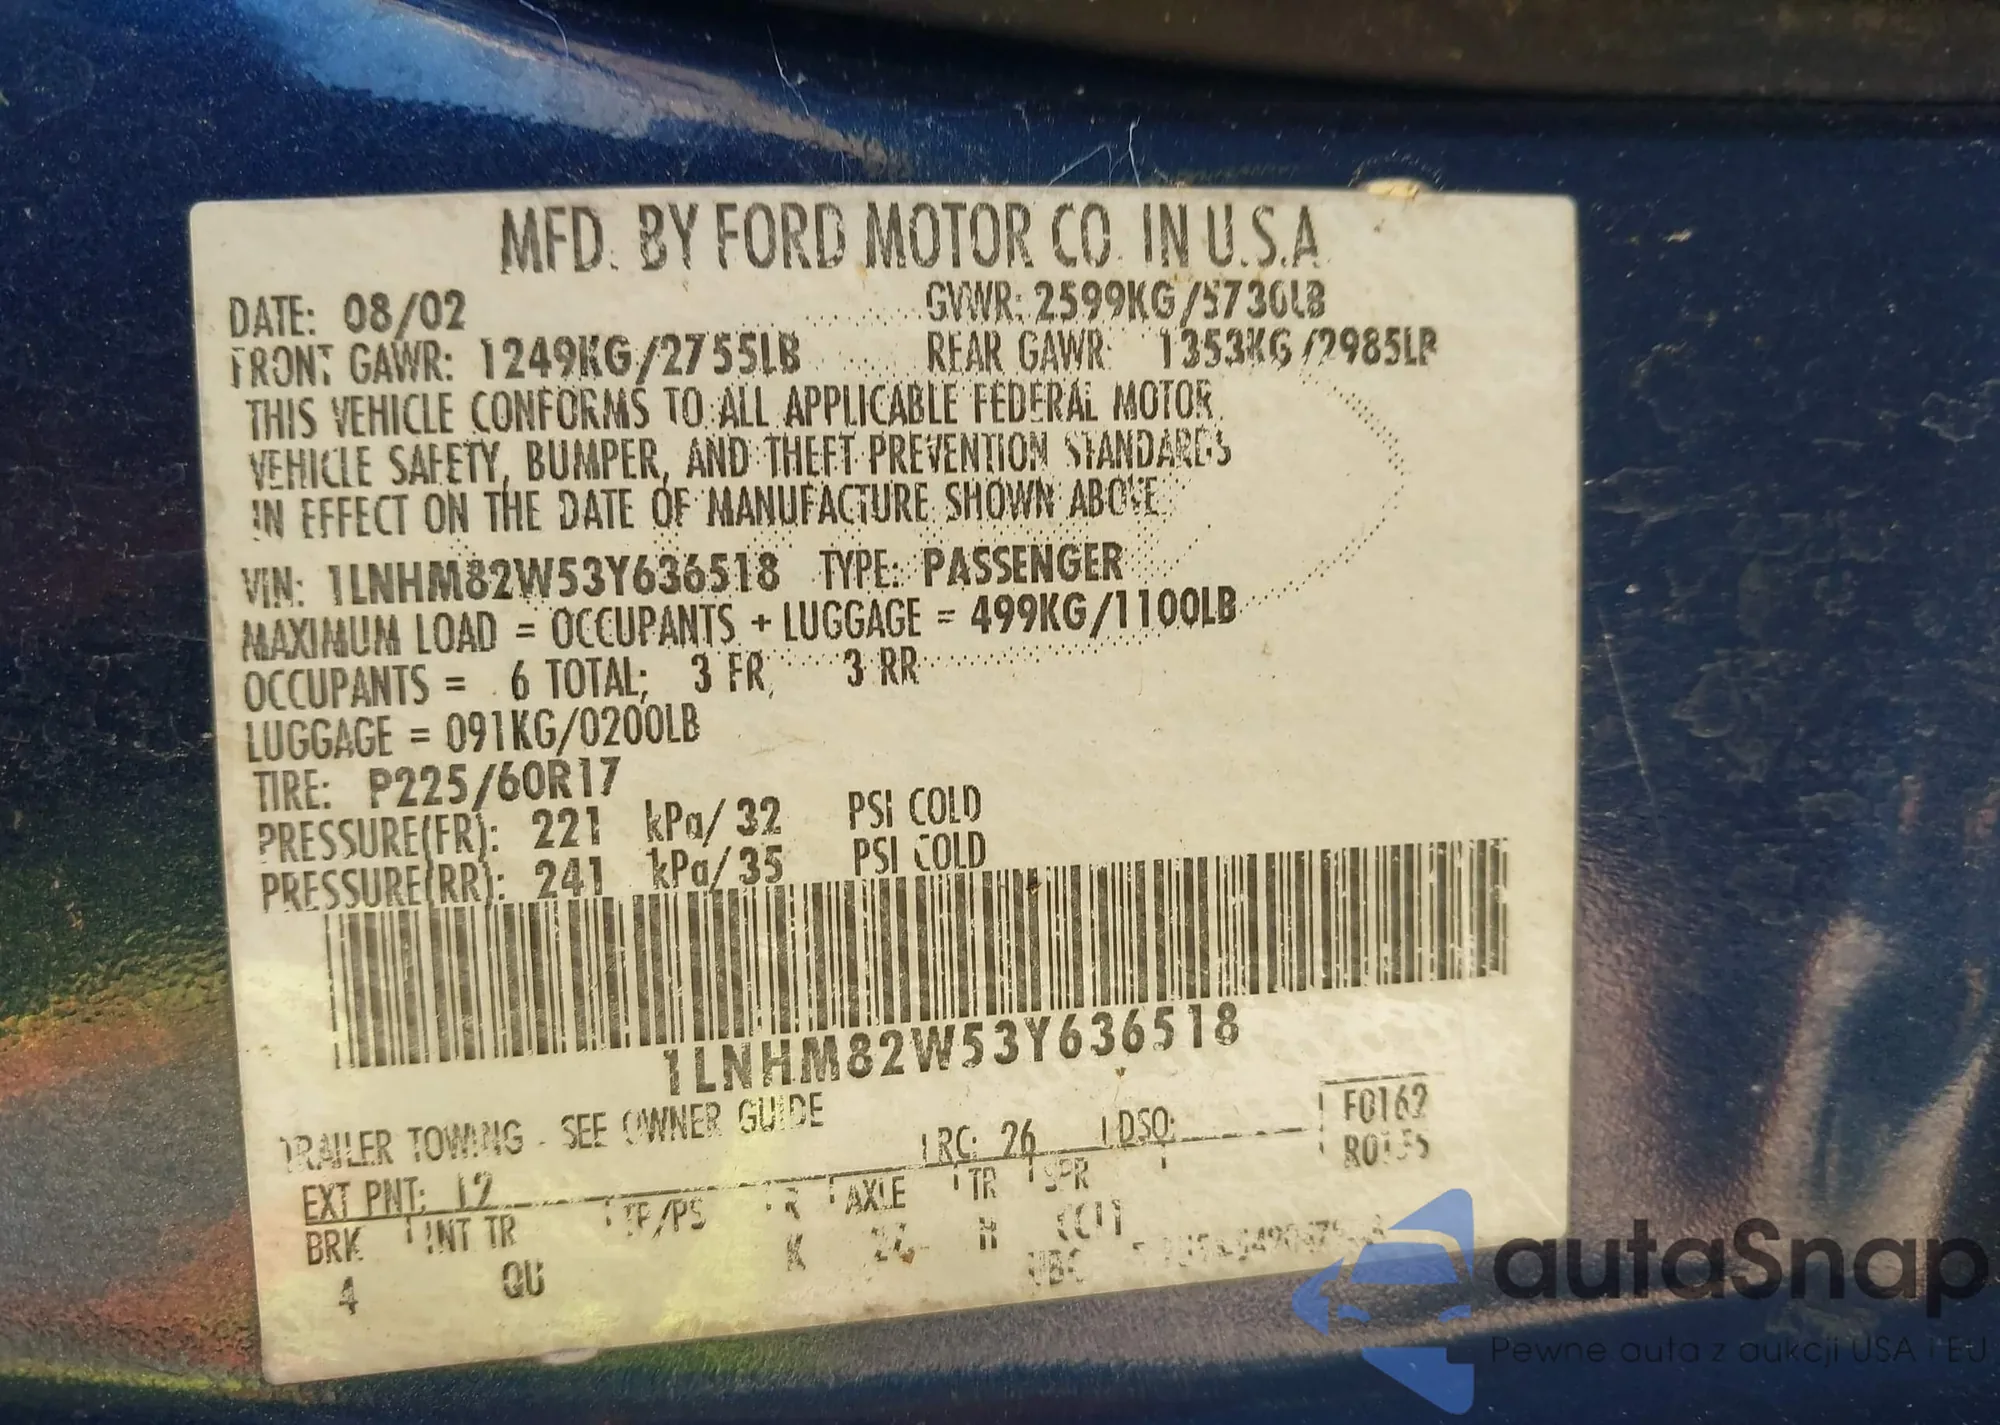 MFD. BY FORD MOTOR CO. IN U.S.A.
DATE: 08/02 GVWR: 2599KG/5730LB
FRONT GAWR: 1249KG/2755LB REAR GAWR: 1353KG/2985LB
THIS VEHICLE CONFORMS TO ALL APPLICABLE FEDERAL MOTOR
VEHICLE SAFETY, BUMPER, AND THEFT PREVENTION STANDARDS
IN EFFECT ON THE DATE OF MANUFACTURE SHOWN ABOVE.
VIN: 1LNHM82W53Y636518 TYPE: PASSENGER
MAXIMUM LOAD = OCCUPANTS + LUGGAGE = 499KG/1100LB
OCCUPANTS = 6 TOTAL; 3 FR, 3 RR
LUGGAGE = 091KG/0200LB
TIRE: P225/60R17
PRESSURE(FR): 221 kPa/32 PSI COLD
PRESSURE(RR): 241 kPa/35 PSI COLD
1LNHM82W53Y636518
TRAILER TOWING - SEE OWNER GUIDE
EXT PNT: 12 RC: 26 DSO: F0162
BRK INT TR TP/PS R AXLE TR SPR
4 QU K H
autaSnap
Pewne auta z aukcji USA i EU